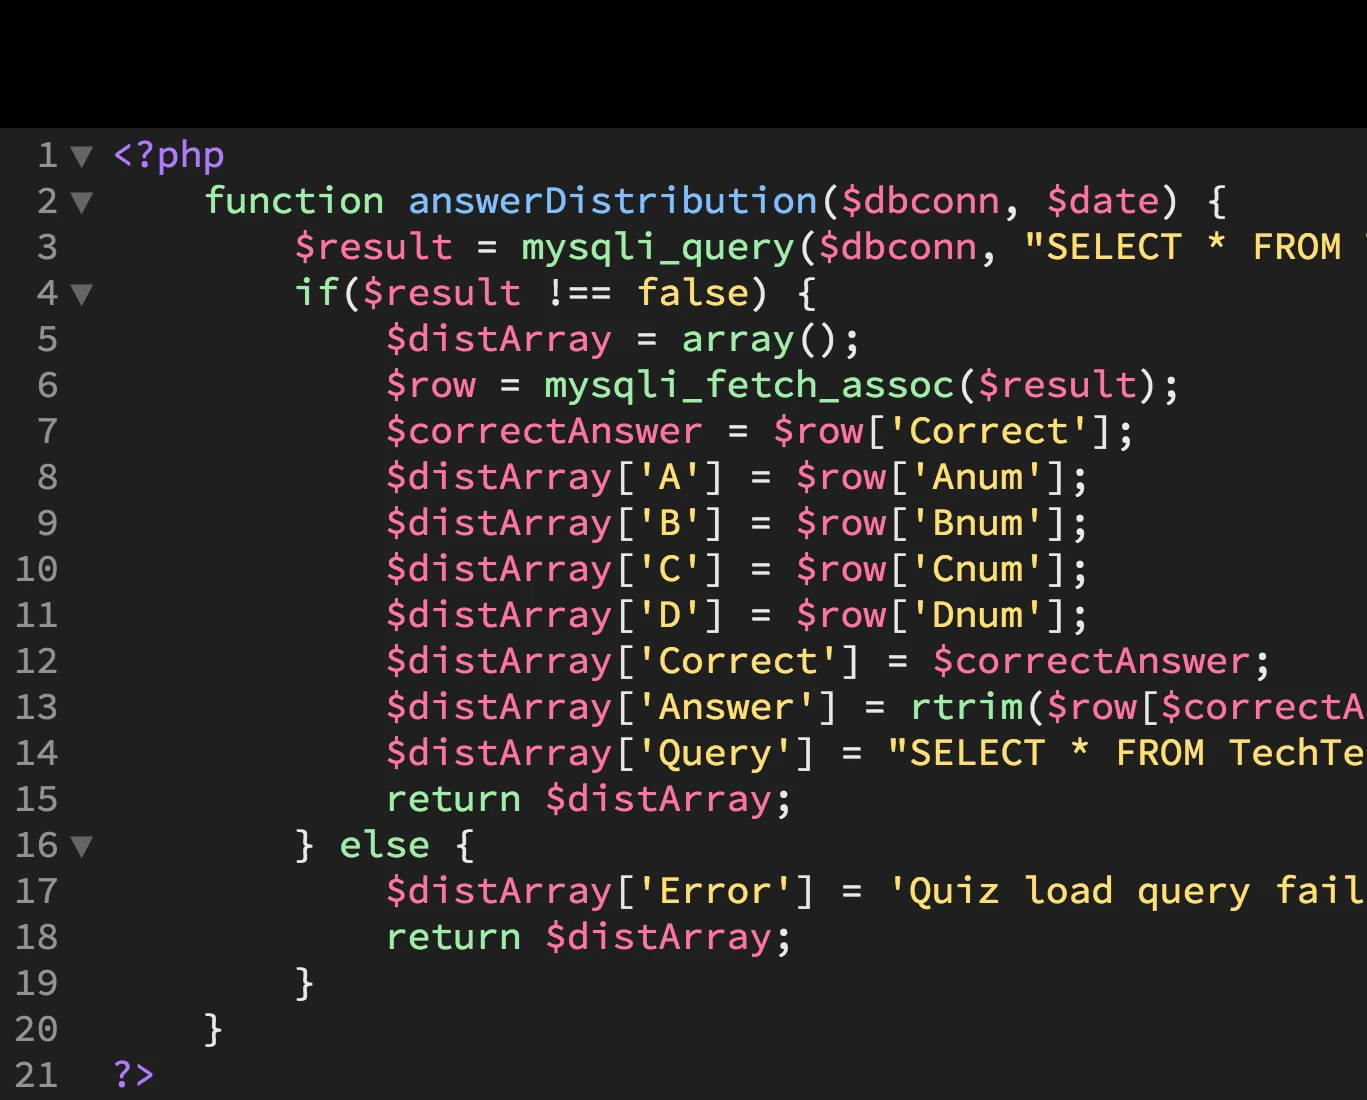 1 <?php
2 function answerDistribution($dbconn, $date) {
3 $result = mysqli_query($dbconn, "SELECT * FROM
4 if($result !== false) {
5 $distArray = array();
6 $row = mysqli_fetch_assoc($result);
7 $correctAnswer = $row['Correct'];
8 $distArray['A'] = $row['Anum'];
9 $distArray['B'] = $row['Bnum'];
10 $distArray['C'] = $row['Cnum'];
11 $distArray['D'] = $row['Dnum'];
12 $distArray['Correct'] = $correctAnswer;
13 $distArray['Answer'] = rtrim($row[$correctA
14 $distArray['Query'] = "SELECT * FROM TechTe
15 return $distArray;
16 } else {
17 $distArray['Error'] = 'Quiz load query fail
18 return $distArray;
19 }
20 }
21 ?>